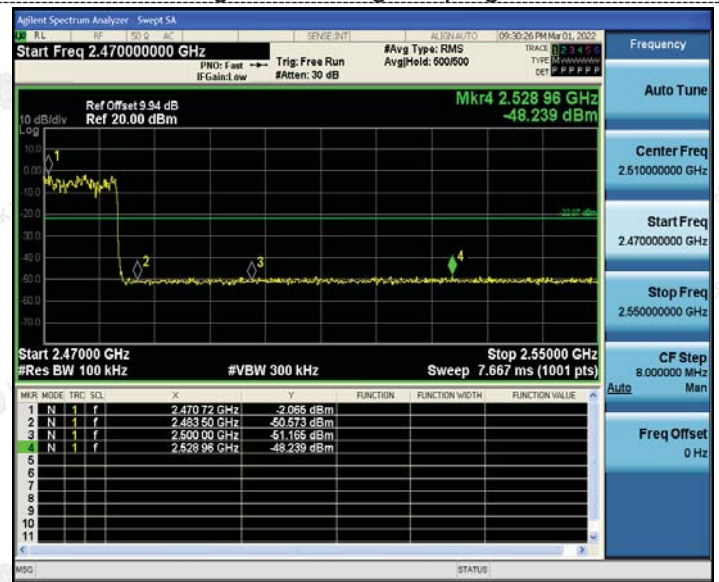 Agilent Spectrum Analyzer - Swept SA
RL RF 50 Ω AC SENSE:INT ALIGN AUTO 09:30:26 PM Mar 01, 2022
Start Freq 2.470000000 GHz
PNO: Fast
IFGain:Low
Trig: Free Run
#Atten: 30 dB
#Avg Type: RMS
Avg|Hold: 500/500
TRACE 1 2 3 4 5 6
TYPE M
DET P P P P P P
Frequency
Ref Offset 9.94 dB
10 dB/div Ref 20.00 dBm
Log
Mkr4 2.528 96 GHz
-48.239 dBm
10.0
0.00
-10.0
-20.0
-30.0
-40.0
-50.0
-60.0
-70.0
1
2
3
4
-22.07 dBm
Start 2.47000 GHz Stop 2.55000 GHz
#Res BW 100 kHz #VBW 300 kHz Sweep 7.667 ms (1001 pts)
MKR MODE TRC SCL X Y FUNCTION FUNCTION WIDTH FUNCTION VALUE
1 N 1 f 2.470 72 GHz -2.065 dBm
2 N 1 f 2.483 50 GHz -50.573 dBm
3 N 1 f 2.500 00 GHz -51.165 dBm
4 N 1 f 2.528 96 GHz -48.239 dBm
5
6
7
8
9
10
11
MSG STATUS
Auto Tune
Center Freq
2.510000000 GHz
Start Freq
2.470000000 GHz
Stop Freq
2.550000000 GHz
CF Step
8.000000 MHz
Auto Man
Freq Offset
0 Hz